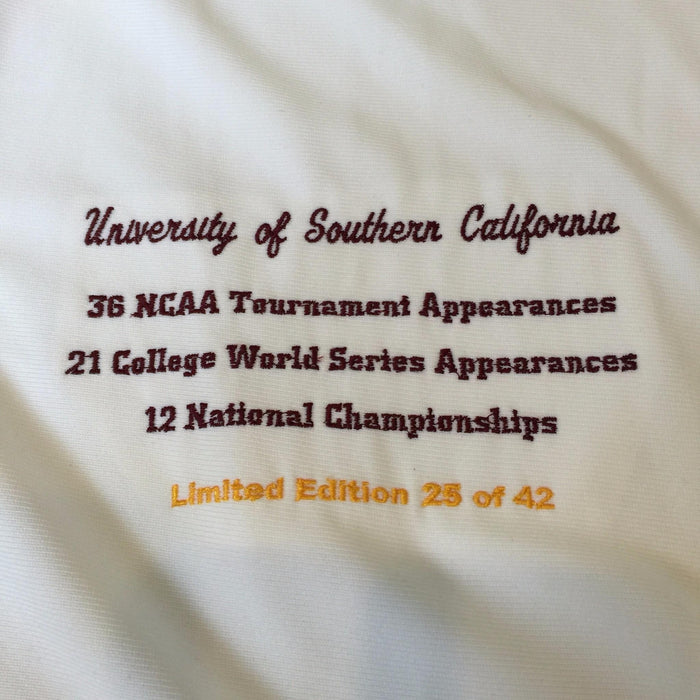 University of Southern California
36 NCAA Tournament Appearances
21 College World Series Appearances
12 National Championships
Limited Edition 25 of 42